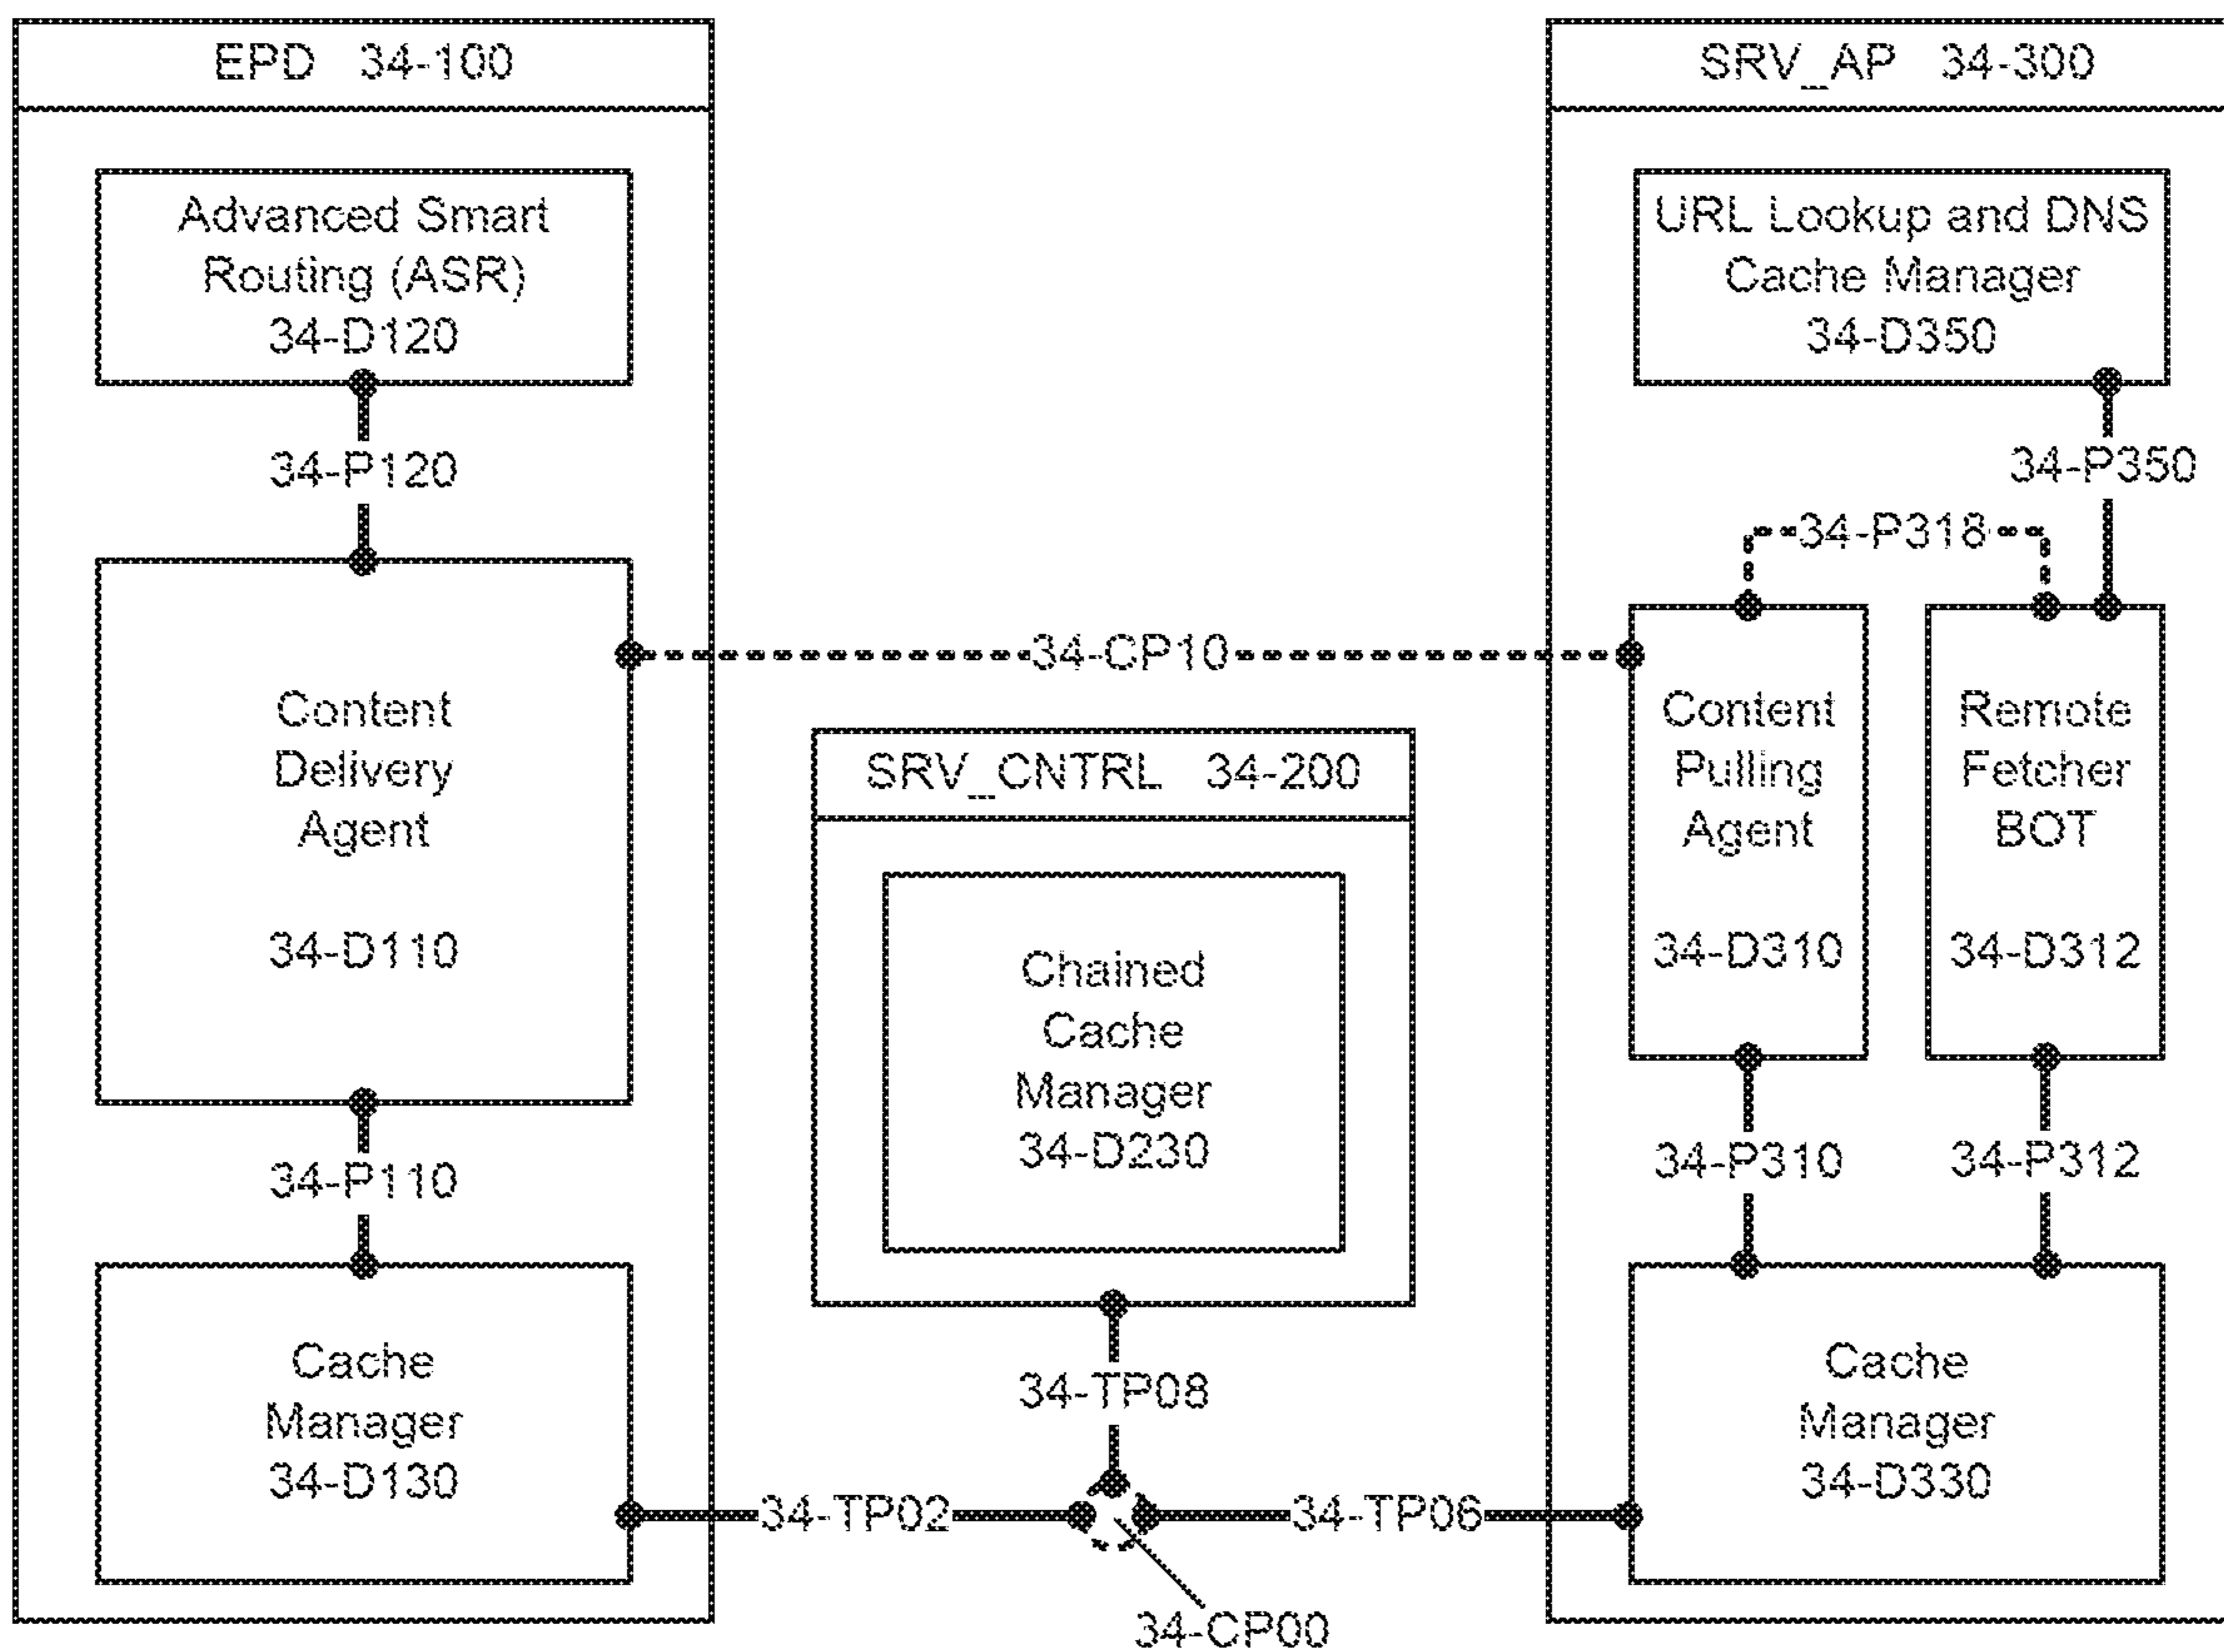 EPD 34-100
Advanced Smart
Routing (ASR)
34-D120
34-P120
Content
Delivery
Agent
34-D110
34-P110
Cache
Manager
34-D130
34-CP10
SRV_CNTRL 34-200
Chained
Cache
Manager
34-D230
34-TP08
34-TP02
34-TP06
34-CP00
SRV_AP 34-300
URL Lookup and DNS
Cache Manager
34-D350
34-P350
34-P318
Content
Pulling
Agent
34-D310
Remote
Fetcher
BOT
34-D312
34-P310
34-P312
Cache
Manager
34-D330